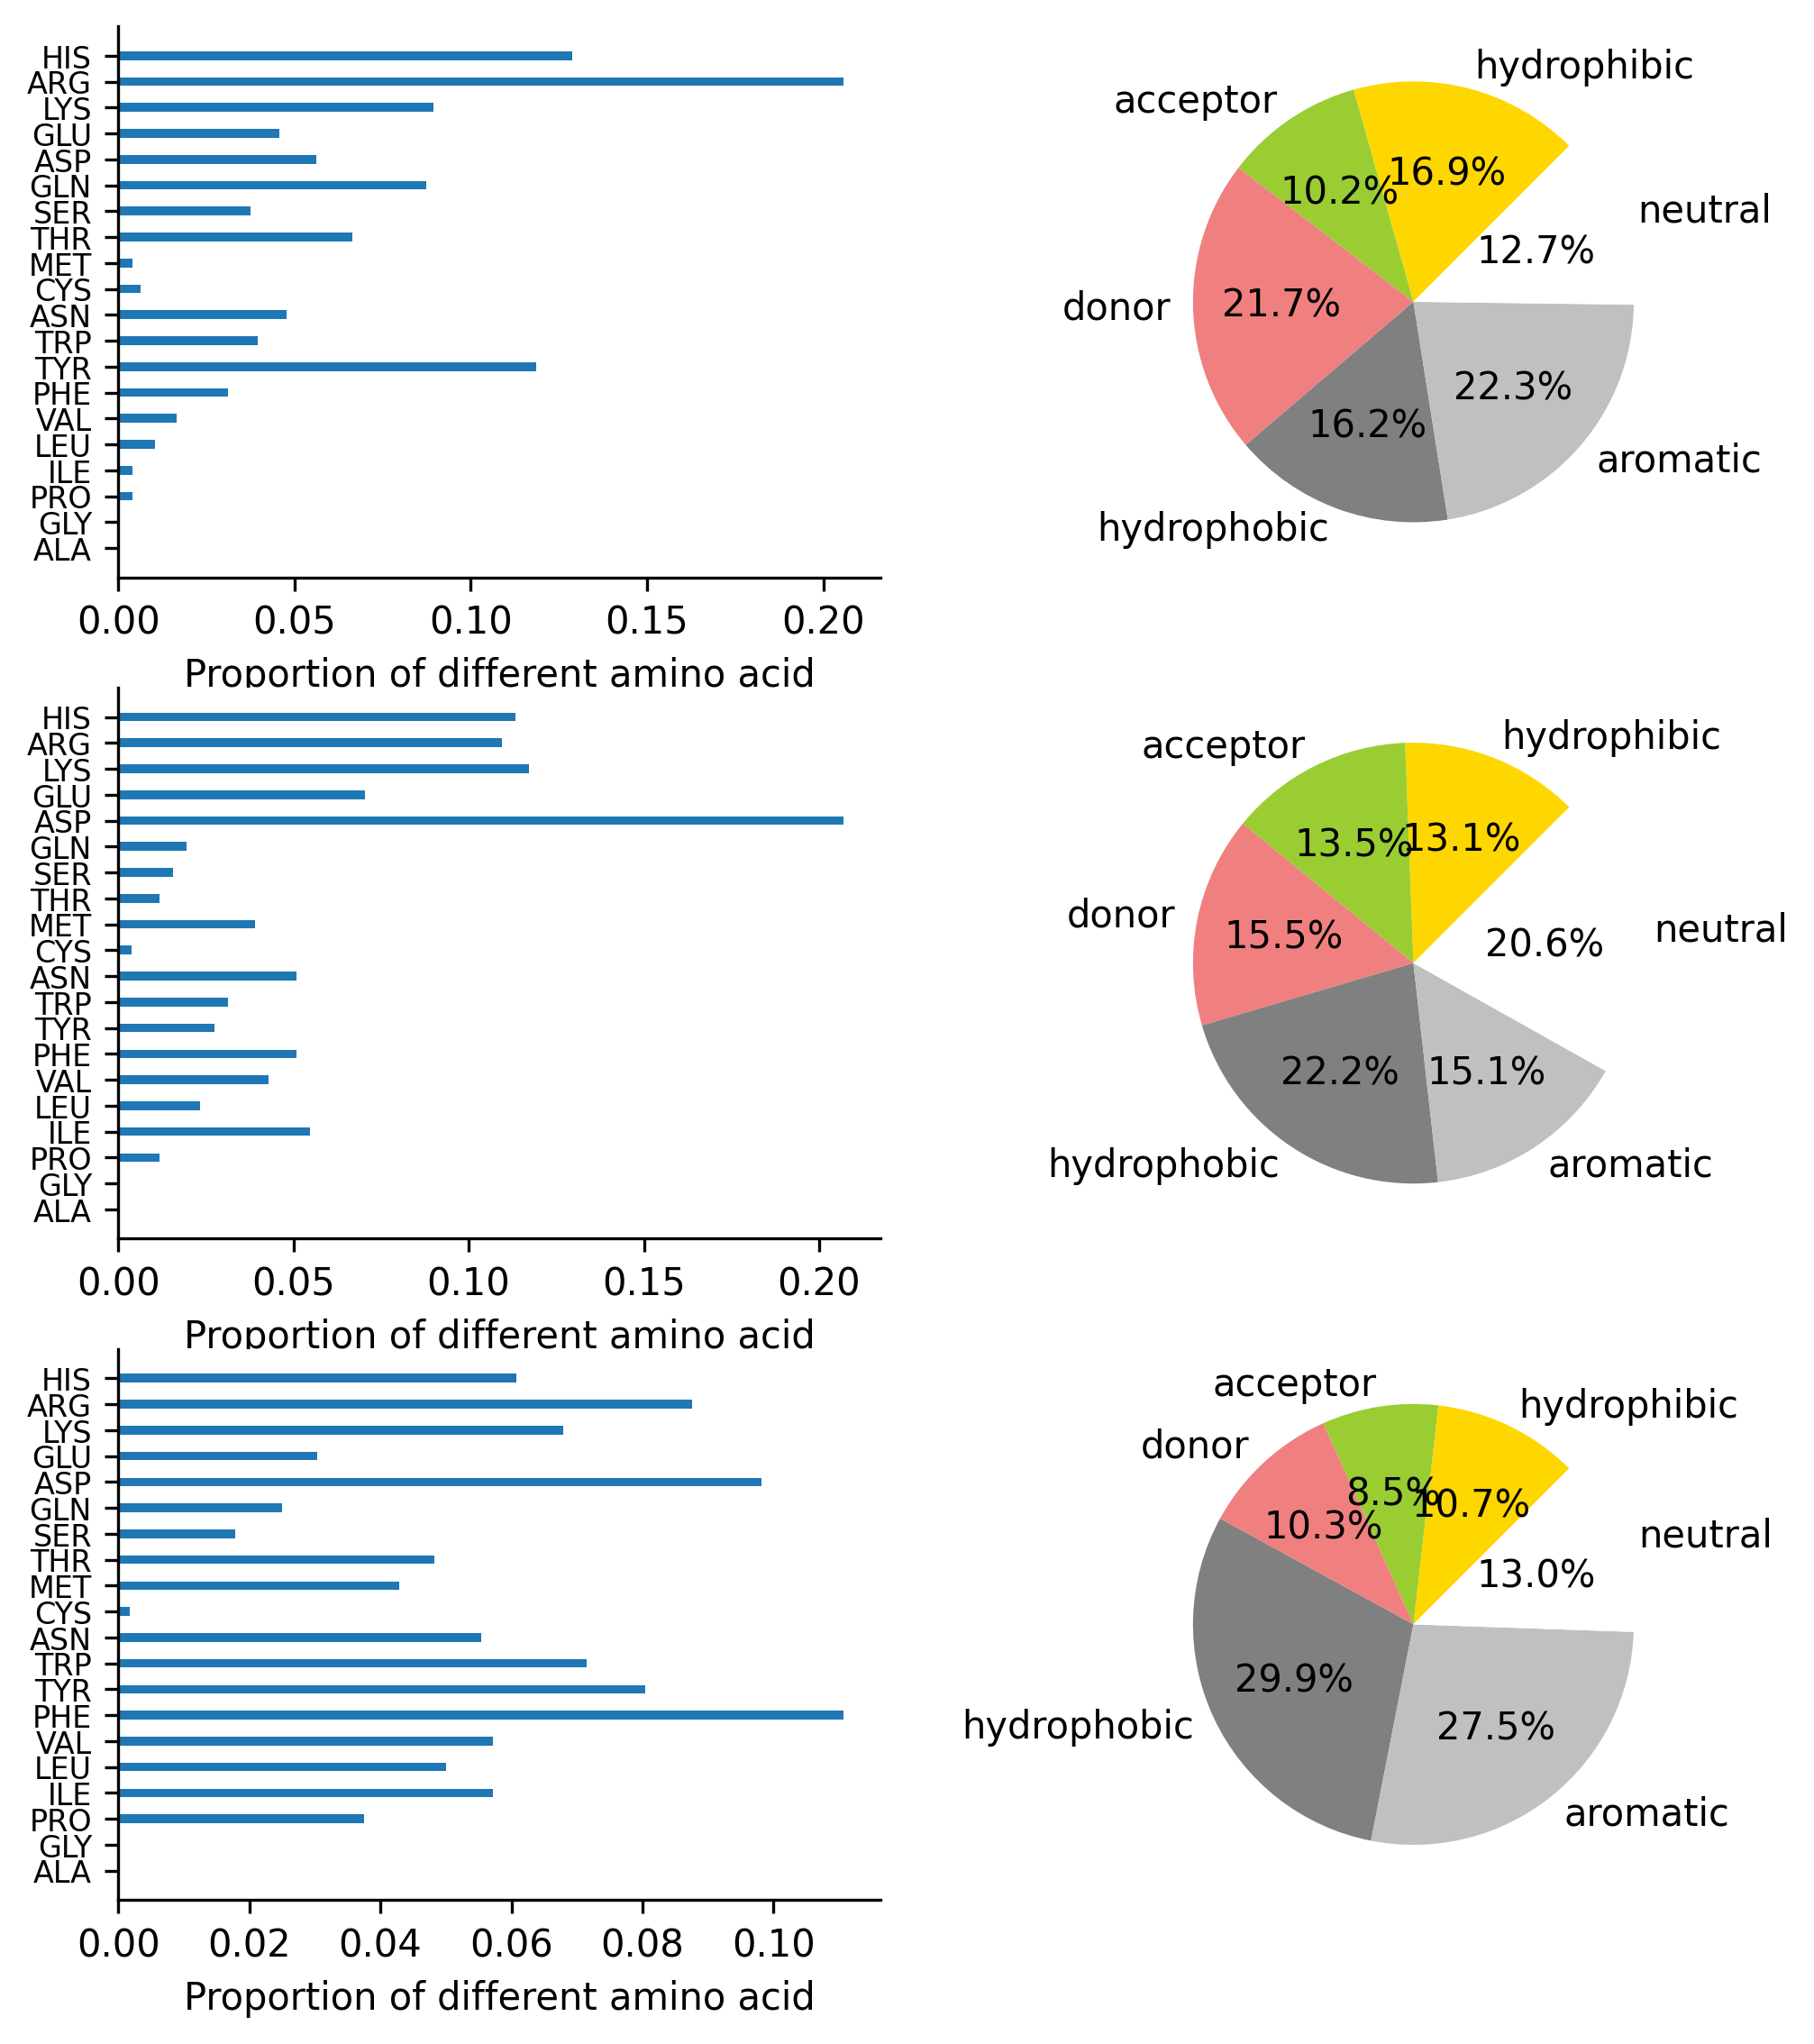 HIS
ARG
LYS
GLU
ASP
GLN
SER
THR
MET
CYS
ASN
TRP
TYR
PHE
VAL
LEU
ILE
PRO
GLY
ALA
0.00 0.05 0.10 0.15 0.20
Proportion of different amino acid
hydrophibic
acceptor
16.9%
10.2%
neutral
12.7%
donor
21.7%
22.3%
16.2%
aromatic
hydrophobic
HIS
ARG
LYS
GLU
ASP
GLN
SER
THR
MET
CYS
ASN
TRP
TYR
PHE
VAL
LEU
ILE
PRO
GLY
ALA
0.00 0.05 0.10 0.15 0.20
Proportion of different amino acid
hydrophibic
acceptor
13.1%
13.5%
donor
neutral
15.5%
20.6%
22.2%
15.1%
hydrophobic
aromatic
HIS
ARG
LYS
GLU
ASP
GLN
SER
THR
MET
CYS
ASN
TRP
TYR
PHE
VAL
LEU
ILE
PRO
GLY
ALA
0.00 0.02 0.04 0.06 0.08 0.10
Proportion of different amino acid
acceptor
hydrophibic
donor
8.5%
10.7%
10.3%
neutral
13.0%
29.9%
hydrophobic
27.5%
aromatic